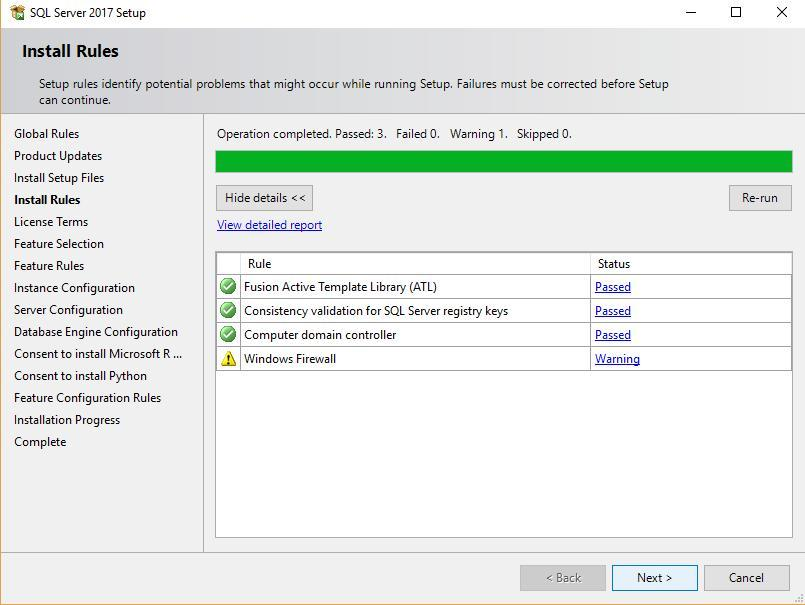 SQL Server 2017 Setup
Install Rules
Setup rules identify potential problems that might occur while running Setup. Failures must be corrected before Setup
can continue.
Global Rules
Product Updates
Install Setup Files
Install Rules
License Terms
Feature Selection
Feature Rules
Instance Configuration
Server Configuration
Database Engine Configuration
Consent to install Microsoft R ...
Consent to install Python
Feature Configuration Rules
Installation Progress
Complete
Operation completed. Passed: 3. Failed 0. Warning 1. Skipped 0.
Hide details <<
Re-run
View detailed report
Rule Status
Fusion Active Template Library (ATL) Passed
Consistency validation for SQL Server registry keys Passed
Computer domain controller Passed
Windows Firewall Warning
< Back Next > Cancel